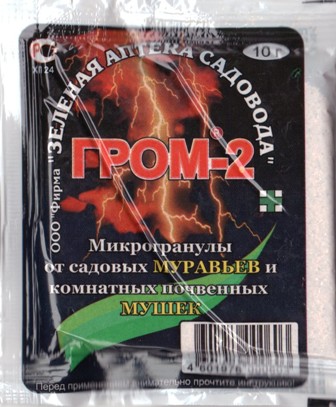 ХГ24
10 г
ООО "Фирма "ЗЕЛЕНАЯ АПТЕКА САДОВОДА"
ГРОМ-2®
Микрогранулы
от садовых МУРАВЬЕВ и
комнатных почвенных
МУШЕК
Перед применением внимательно прочтите инструкцию!